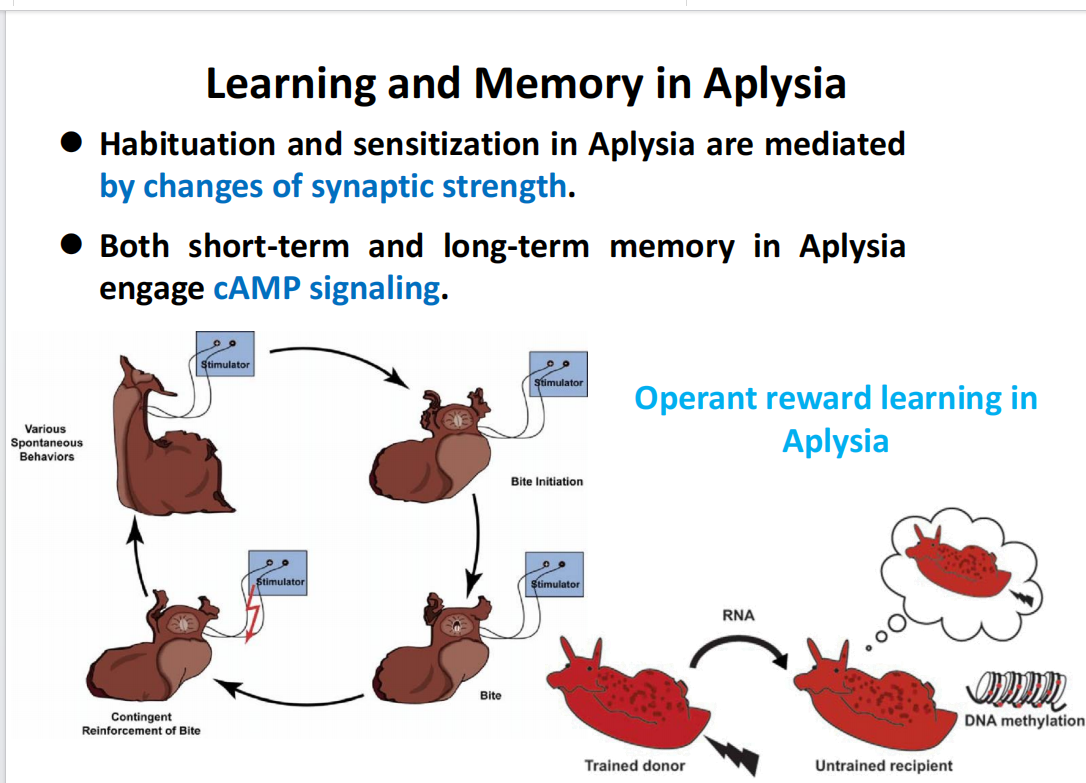 Learning and Memory in Aplysia
● Habituation and sensitization in Aplysia are mediated
by changes of synaptic strength.
● Both short-term and long-term memory in Aplysia
engage cAMP signaling.
Stimulator
Various
Spontaneous
Behaviors
Stimulator
Bite Initiation
Stimulator
Bite
Stimulator
Contingent
Reinforcement of Bite
Operant reward learning in
Aplysia
RNA
Trained donor
Untrained recipient
DNA methylation